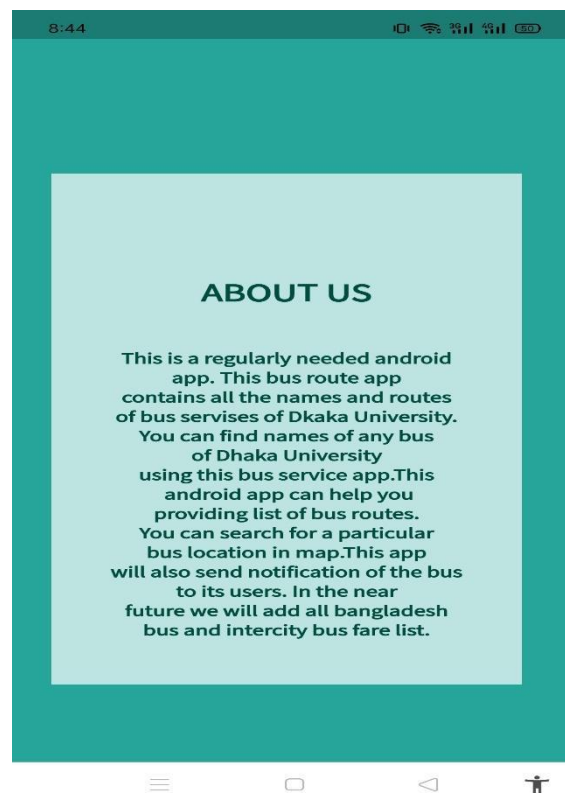 8:44
3G 4G 50
ABOUT US
This is a regularly needed android
app. This bus route app
contains all the names and routes
of bus servises of Dkaka University.
You can find names of any bus
of Dhaka University
using this bus service app.This
android app can help you
providing list of bus routes.
You can search for a particular
bus location in map.This app
will also send notification of the bus
to its users. In the near
future we will add all bangladesh
bus and intercity bus fare list.